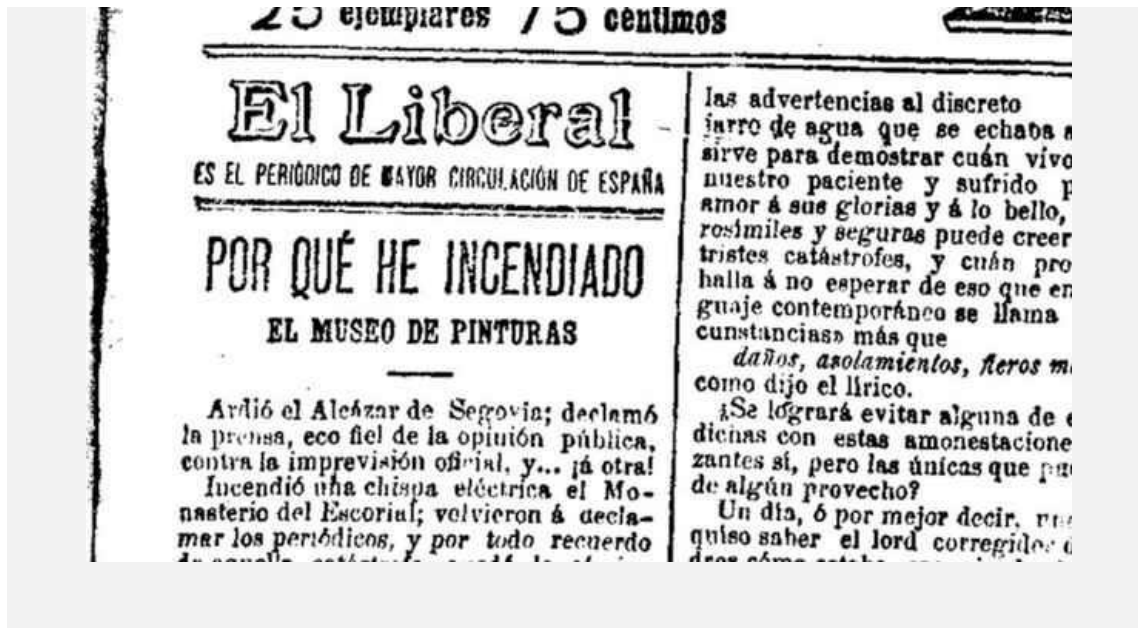 25 ejemplares 75 céntimos
El Liberal
ES EL PERIÓDICO DE MAYOR CIRCULACIÓN DE ESPAÑA
POR QUÉ HE INCENDIADO
EL MUSEO DE PINTURAS
Ardió el Alcázar de Segovia; declamó
la prensa, eco fiel de la opinión pública,
contra la imprevisión oficial, y... ¡á otra!
Incendió una chispa eléctrica el Mo-
nasterio del Escorial; volvieron á decla-
mar los periódicos, y por todo recuerdo
de aquella
las advertencias al discreto
jarro de agua que se echaba
sirve para demostrar cuán vivo
nuestro paciente y sufrido
amor á sus glorias y á lo bello,
rosímiles y seguras puede creer
tristes catástrofes, y cuán pro
halla á no esperar de eso que en
guaje contemporáneo se llama
cunstancias» más que
daños, asolamientos, fieros
como dijo el lírico.
¿Se logrará evitar alguna de
dichas con estas amonestacione
zantes sí, pero las únicas que
de algún provecho?
Un día, ó por mejor decir,
quiso saber el lord corregidor
cómo estaba